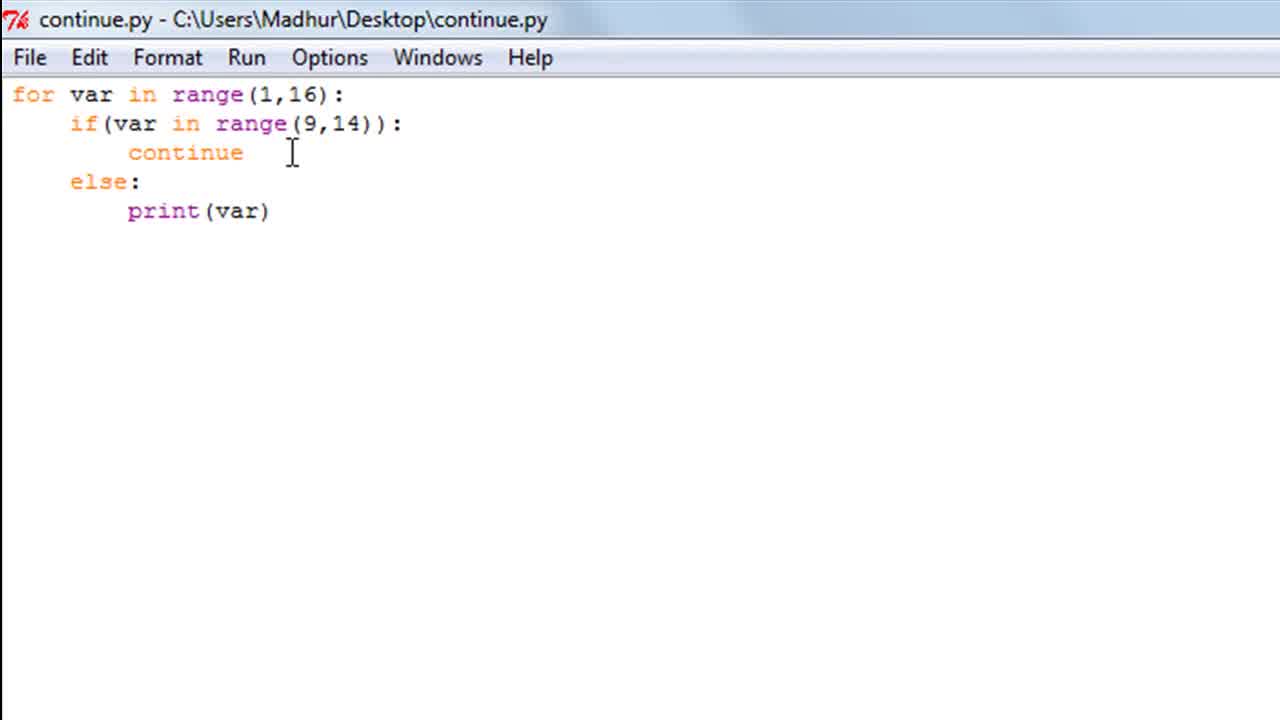 continue.py - C:\Users\Madhur\Desktop\continue.py
File Edit Format Run Options Windows Help
for var in range(1,16):
    if(var in range(9,14)):
        continue
    else:
        print(var)